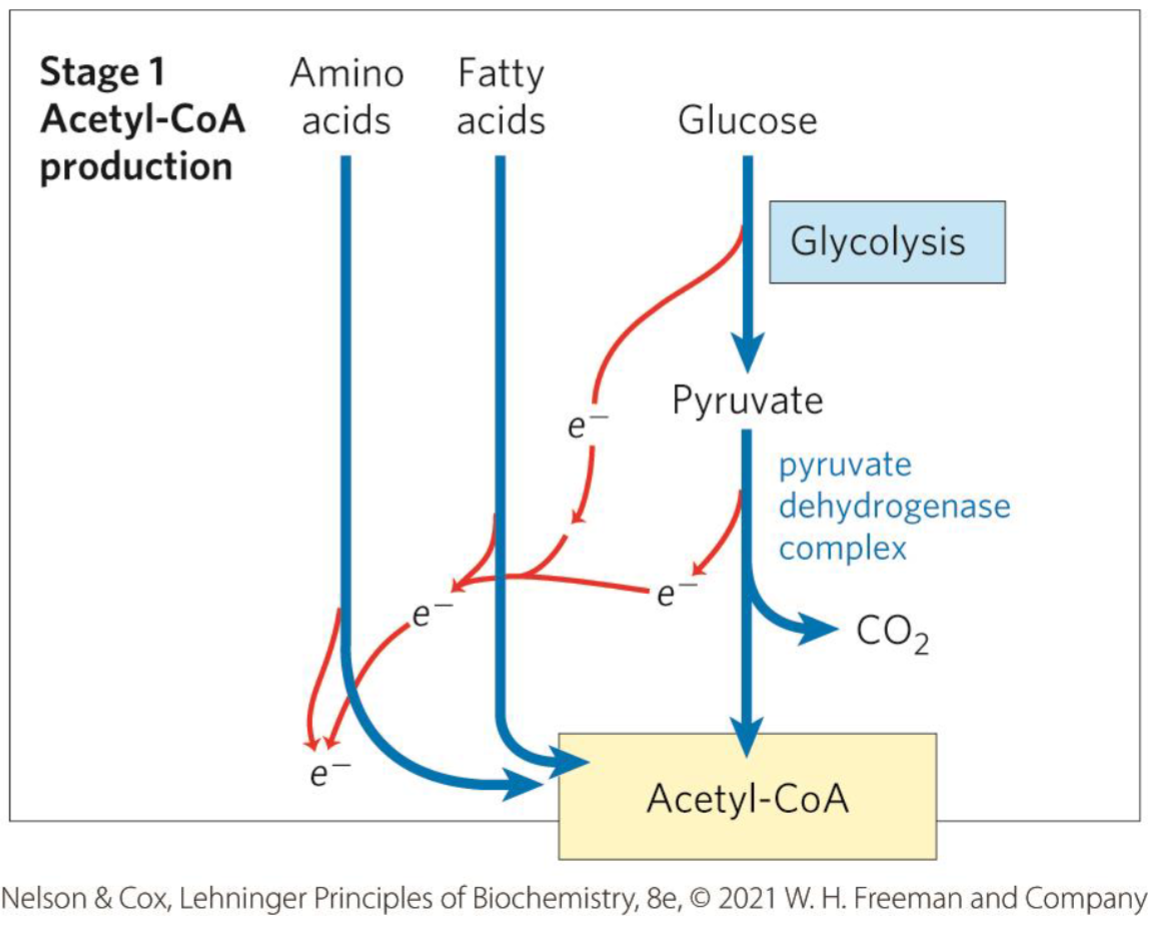 Stage 1
Acetyl-CoA
production
Amino
acids
Fatty
acids
Glucose
Glycolysis
Pyruvate
e⁻
pyruvate
dehydrogenase
complex
e⁻
e⁻
CO₂
e⁻
Acetyl-CoA
Nelson & Cox, Lehninger Principles of Biochemistry, 8e, © 2021 W. H. Freeman and Company